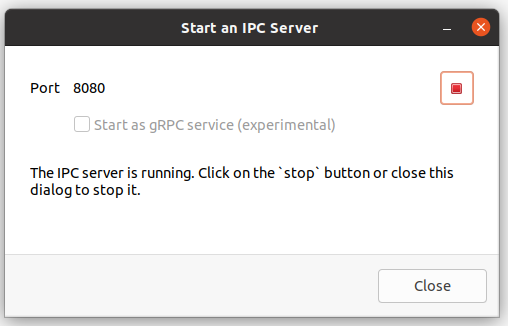 Start an IPC Server
Port 8080
Start as gRPC service (experimental)
The IPC server is running. Click on the `stop` button or close this
dialog to stop it.
Close